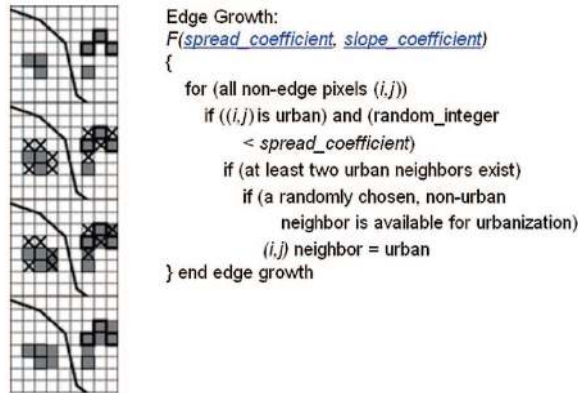 Edge Growth:
F(spread_coefficient, slope_coefficient)
{
for (all non-edge pixels (i,j))
if ((i,j) is urban) and (random_integer
< spread_coefficient)
if (at least two urban neighbors exist)
if (a randomly chosen, non-urban
neighbor is available for urbanization)
(i,j) neighbor = urban
} end edge growth